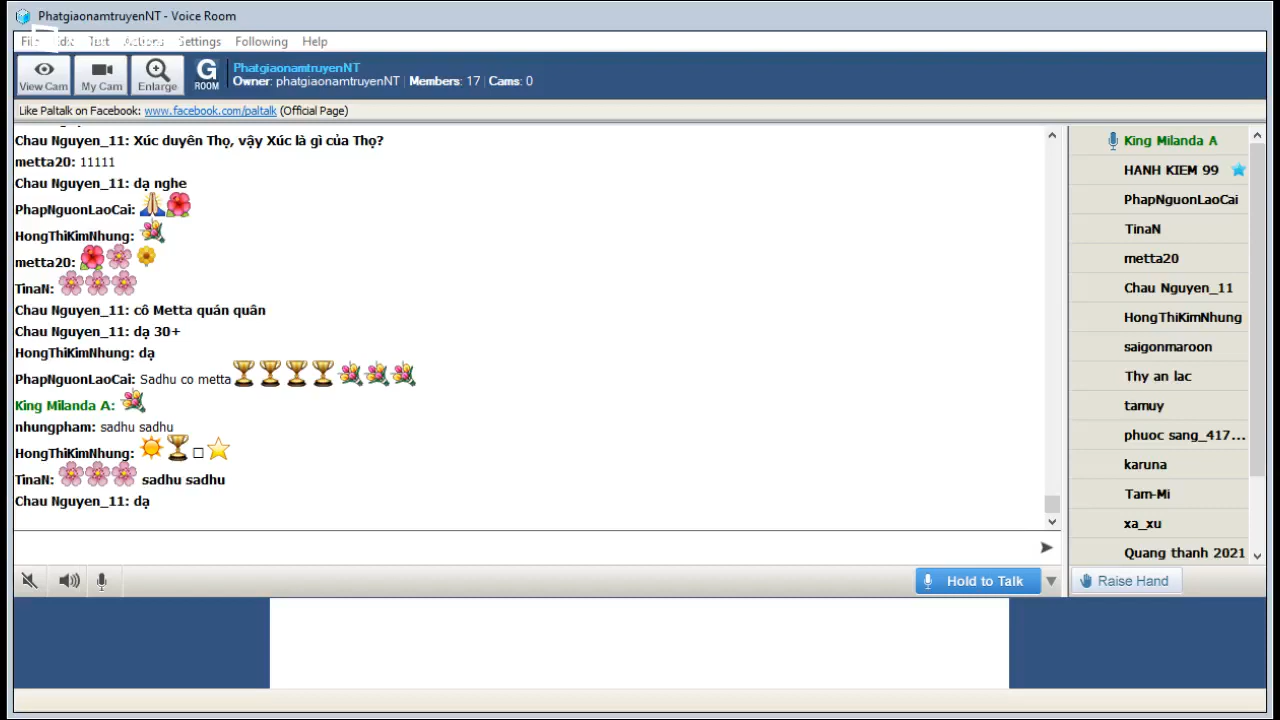 PhatgiaonamtruyenNT - Voice Room
File Edit Text Actions Settings Following Help
View Cam My Cam Enlarge G ROOM
PhatgiaonamtruyenNT
Owner: phatgiaonamtruyenNT | Members: 17 | Cams: 0
Like Paltalk on Facebook: www.facebook.com/paltalk (Official Page)
Chau Nguyen_11: Xúc duyên Thọ, vậy Xúc là gì của Thọ?
metta20: 11111
Chau Nguyen_11: dạ nghe
PhapNguonLaoCai:
HongThiKimNhung:
metta20:
TinaN:
Chau Nguyen_11: cô Metta quán quân
Chau Nguyen_11: dạ 30+
HongThiKimNhung: dạ
PhapNguonLaoCai: Sadhu co metta
King Milanda A:
nhungpham: sadhu sadhu
HongThiKimNhung:
TinaN: sadhu sadhu
Chau Nguyen_11: dạ
King Milanda A
HANH KIEM 99
PhapNguonLaoCai
TinaN
metta20
Chau Nguyen_11
HongThiKimNhung
saigonmaroon
Thy an lac
tamuy
phuoc sang_417...
karuna
Tam-Mi
xa_xu
Quang thanh 2021
Hold to Talk
Raise Hand